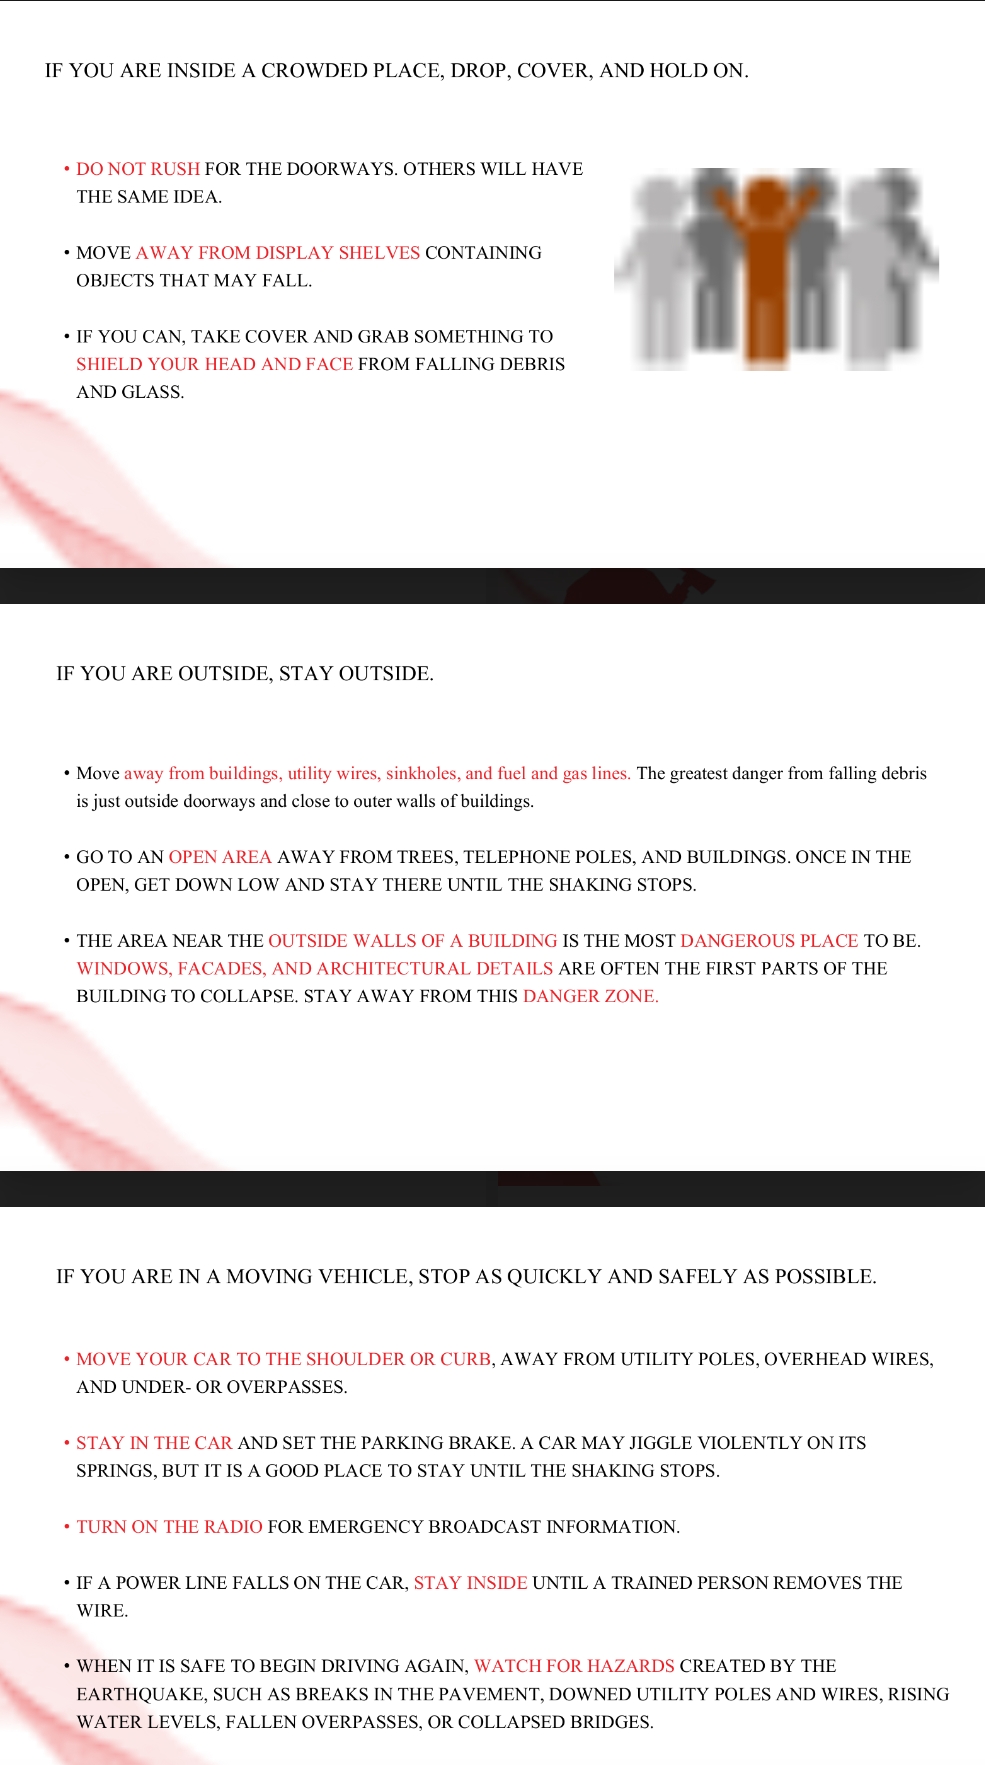 IF YOU ARE INSIDE A CROWDED PLACE, DROP, COVER, AND HOLD ON.
• DO NOT RUSH FOR THE DOORWAYS. OTHERS WILL HAVE
THE SAME IDEA.
• MOVE AWAY FROM DISPLAY SHELVES CONTAINING
OBJECTS THAT MAY FALL.
• IF YOU CAN, TAKE COVER AND GRAB SOMETHING TO
SHIELD YOUR HEAD AND FACE FROM FALLING DEBRIS
AND GLASS.
IF YOU ARE OUTSIDE, STAY OUTSIDE.
• Move away from buildings, utility wires, sinkholes, and fuel and gas lines. The greatest danger from falling debris
is just outside doorways and close to outer walls of buildings.
• GO TO AN OPEN AREA AWAY FROM TREES, TELEPHONE POLES, AND BUILDINGS. ONCE IN THE
OPEN, GET DOWN LOW AND STAY THERE UNTIL THE SHAKING STOPS.
• THE AREA NEAR THE OUTSIDE WALLS OF A BUILDING IS THE MOST DANGEROUS PLACE TO BE.
WINDOWS, FACADES, AND ARCHITECTURAL DETAILS ARE OFTEN THE FIRST PARTS OF THE
BUILDING TO COLLAPSE. STAY AWAY FROM THIS DANGER ZONE.
IF YOU ARE IN A MOVING VEHICLE, STOP AS QUICKLY AND SAFELY AS POSSIBLE.
• MOVE YOUR CAR TO THE SHOULDER OR CURB, AWAY FROM UTILITY POLES, OVERHEAD WIRES,
AND UNDER- OR OVERPASSES.
• STAY IN THE CAR AND SET THE PARKING BRAKE. A CAR MAY JIGGLE VIOLENTLY ON ITS
SPRINGS, BUT IT IS A GOOD PLACE TO STAY UNTIL THE SHAKING STOPS.
• TURN ON THE RADIO FOR EMERGENCY BROADCAST INFORMATION.
• IF A POWER LINE FALLS ON THE CAR, STAY INSIDE UNTIL A TRAINED PERSON REMOVES THE
WIRE.
• WHEN IT IS SAFE TO BEGIN DRIVING AGAIN, WATCH FOR HAZARDS CREATED BY THE
EARTHQUAKE, SUCH AS BREAKS IN THE PAVEMENT, DOWNED UTILITY POLES AND WIRES, RISING
WATER LEVELS, FALLEN OVERPASSES, OR COLLAPSED BRIDGES.